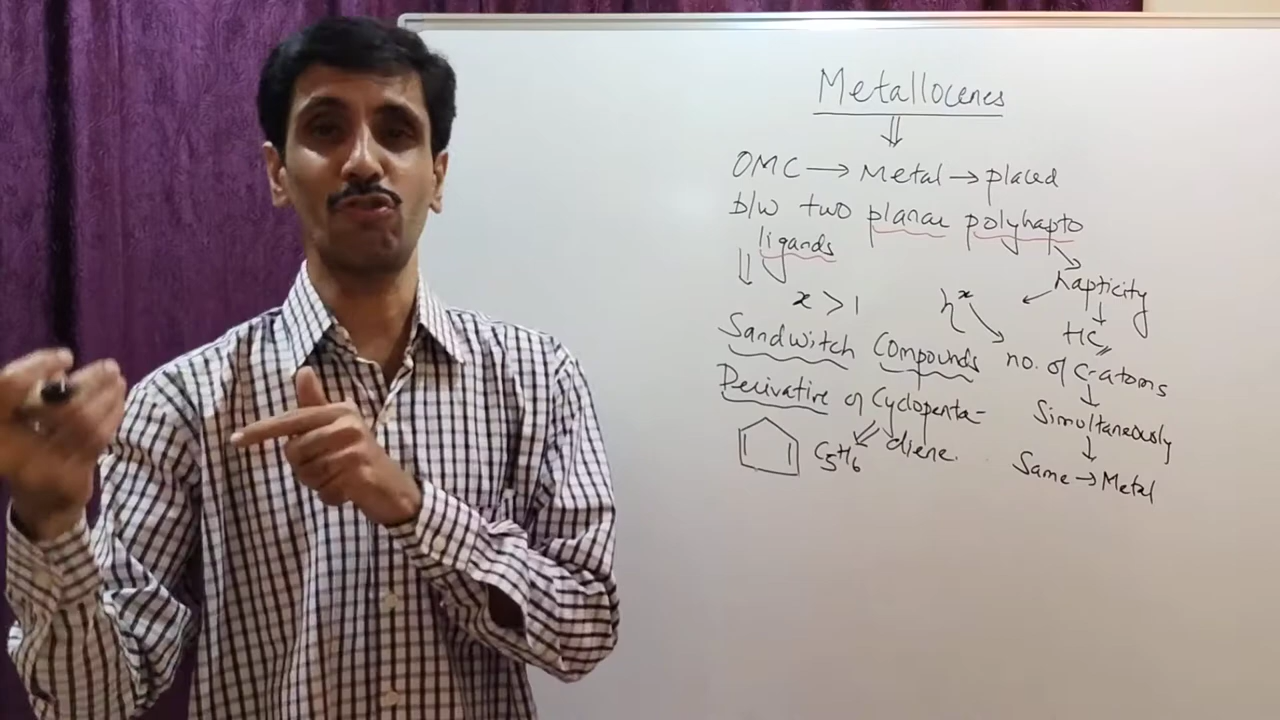 Metallocenes
OMC → Metal → placed
b/w two planar polyhapto
ligands
hapticity
x > 1
η^x
HC
Sandwitch Compounds
no. of C-atoms
Derivative of Cyclopenta-
diene.
Simultaneously
C5H6
Same → Metal